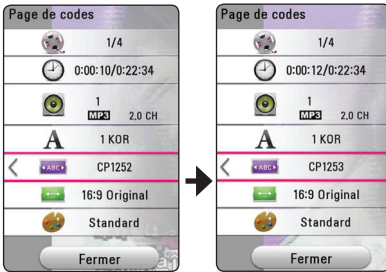 Page de codes
1/4
0:00:10/0:22:34
1
MP3 2,0 CH
A 1 KOR
ABC CP1252
16:9 Original
Standard
Fermer
Page de codes
1/4
0:00:12/0:22:34
1
MP3 2,0 CH
A 1 KOR
ABC CP1253
16:9 Original
Standard
Fermer